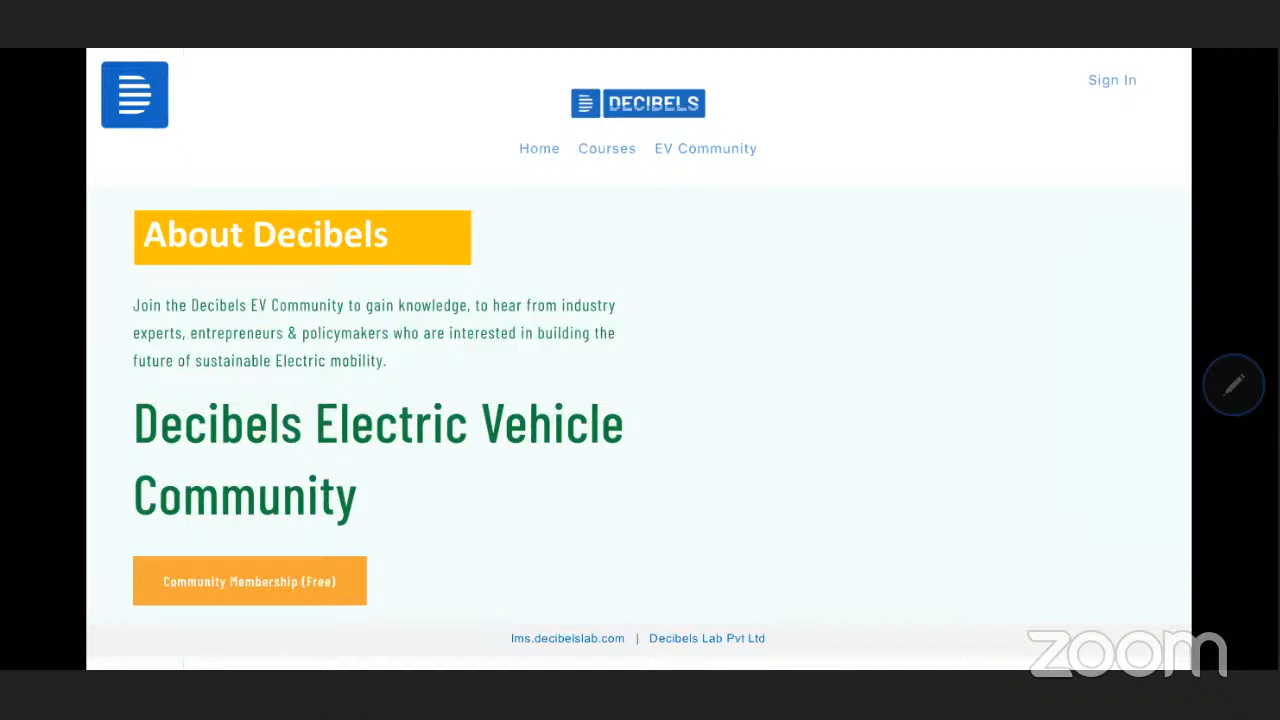 Sign In
DECIBELS
Home Courses EV Community
About Decibels
Join the Decibels EV Community to gain knowledge, to hear from industry
experts, entrepreneurs & policymakers who are interested in building the
future of sustainable Electric mobility.
Decibels Electric Vehicle
Community
Community Membership (Free)
lms.decibelslab.com | Decibels Lab Pvt Ltd
zoom